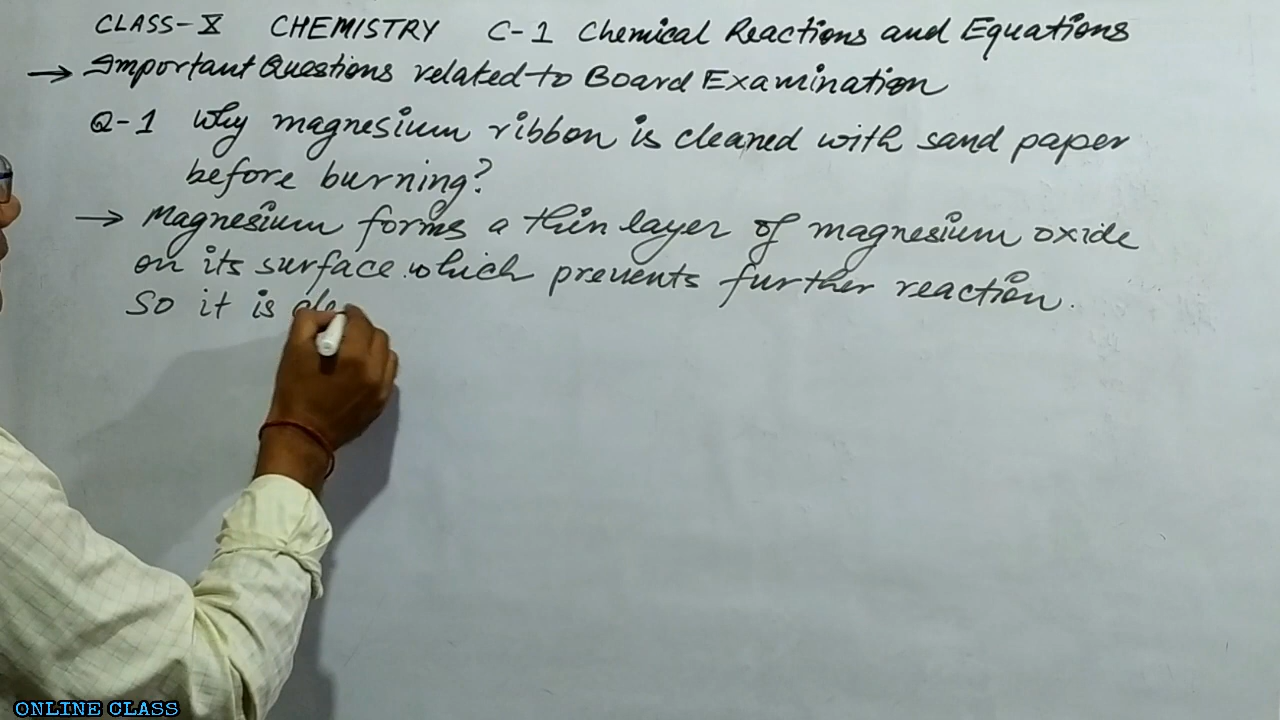 CLASS-X CHEMISTRY C-1 Chemical Reactions and Equations
→ Important Questions related to Board Examination
Q-1 Why magnesium ribbon is cleaned with sand paper
before burning?
→ Magnesium forms a thin layer of magnesium oxide
on its surface which prevents further reaction.
So it is cle
ONLINE CLASS